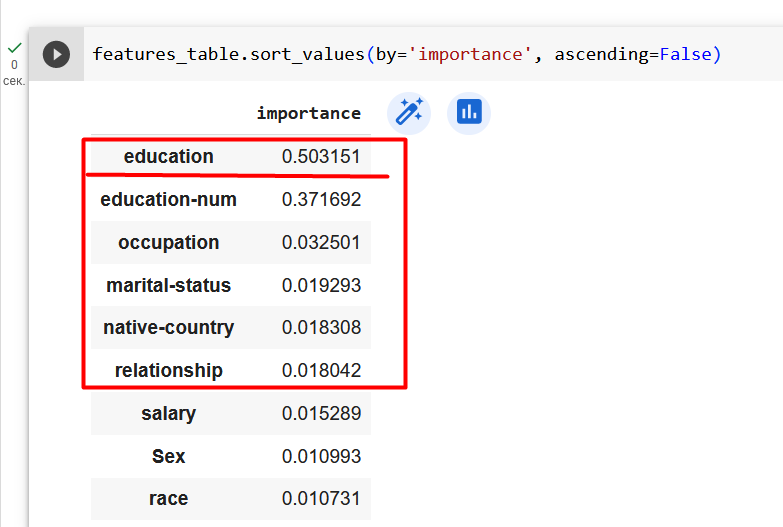 features_table.sort_values(by='importance', ascending=False)
0
сек.
importance
education 0.503151
education-num 0.371692
occupation 0.032501
marital-status 0.019293
native-country 0.018308
relationship 0.018042
salary 0.015289
Sex 0.010993
race 0.010731